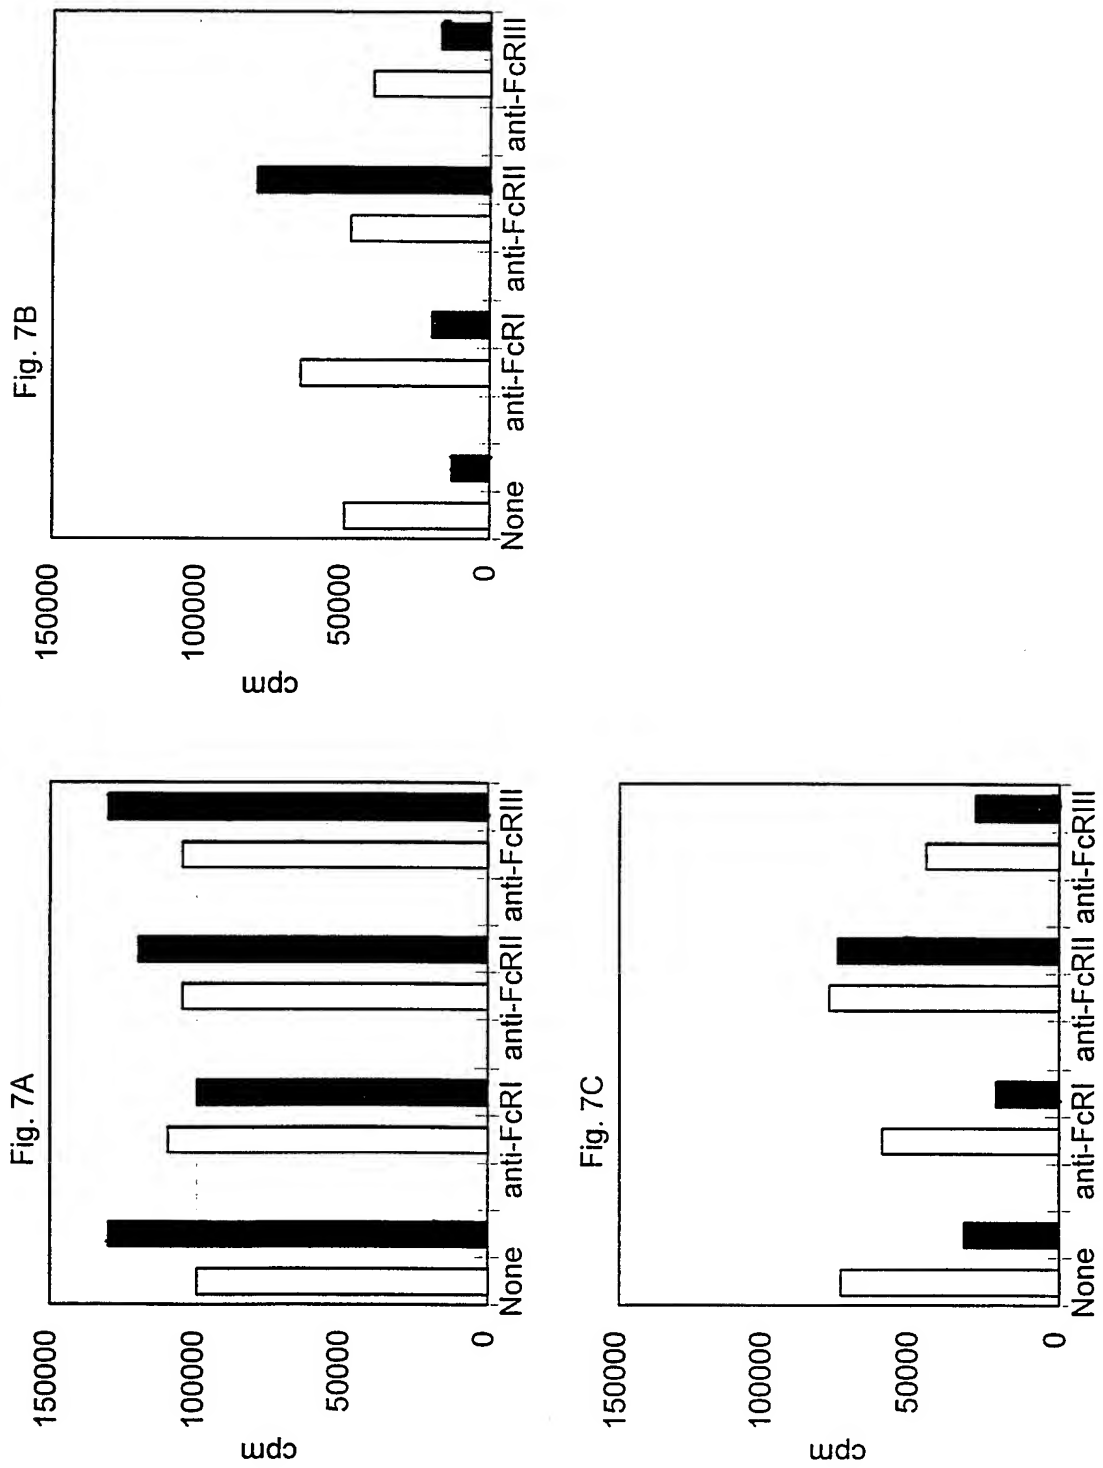 Fig. 7A
cpm
150000
100000
50000
0
None anti-FcRI anti-FcRII anti-FcRIII
Fig. 7B
cpm
150000
100000
50000
0
None anti-FcRI anti-FcRII anti-FcRIII
Fig. 7C
cpm
150000
100000
50000
0
None anti-FcRI anti-FcRII anti-FcRIII